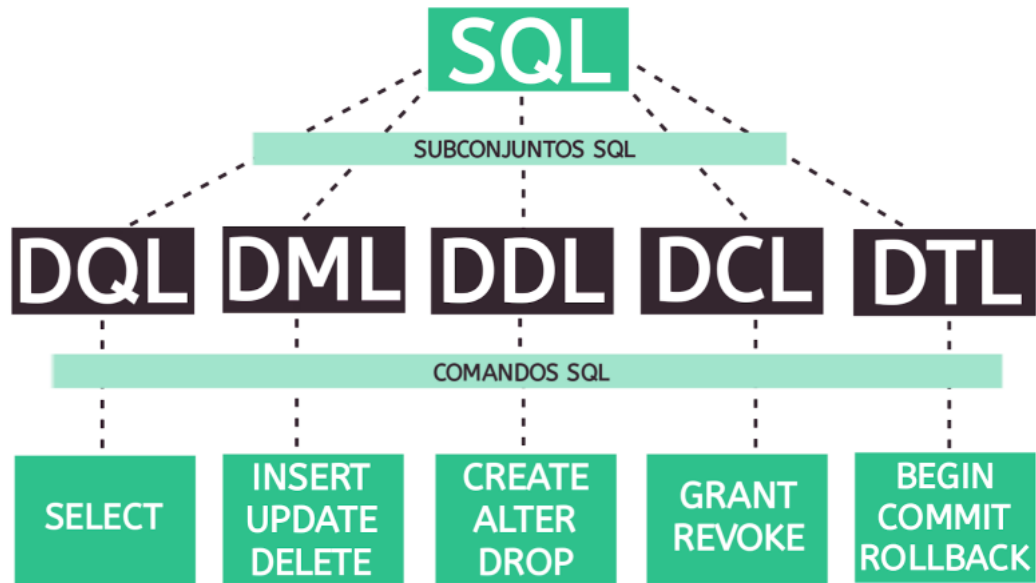 SQL
SUBCONJUNTOS SQL
DQL
DML
DDL
DCL
DTL
COMANDOS SQL
SELECT
INSERT
UPDATE
DELETE
CREATE
ALTER
DROP
GRANT
REVOKE
BEGIN
COMMIT
ROLLBACK